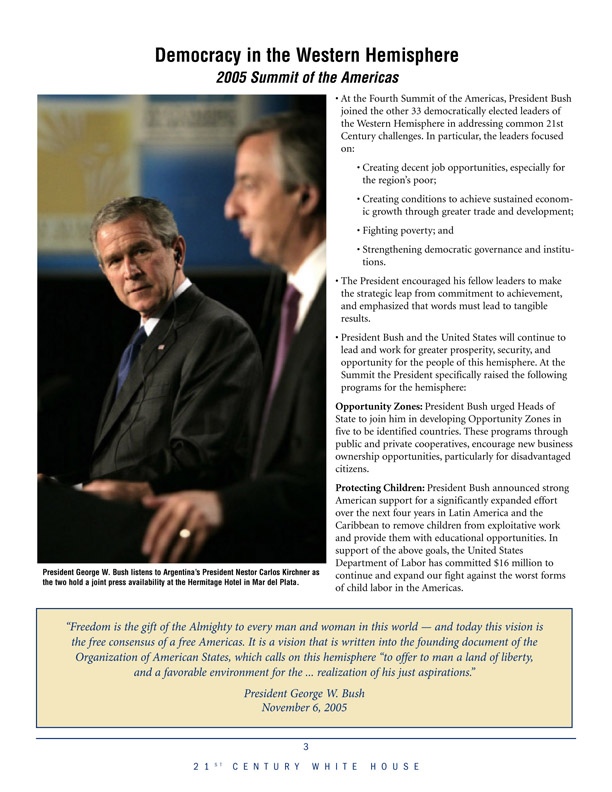 Democracy in the Western Hemisphere
2005 Summit of the Americas
• At the Fourth Summit of the Americas, President Bush
joined the other 33 democratically elected leaders of
the Western Hemisphere in addressing common 21st
Century challenges. In particular, the leaders focused
on:
• Creating decent job opportunities, especially for
the region's poor;
• Creating conditions to achieve sustained econom-
ic growth through greater trade and development;
• Fighting poverty; and
• Strengthening democratic governance and institu-
tions.
• The President encouraged his fellow leaders to make
the strategic leap from commitment to achievement,
and emphasized that words must lead to tangible
results.
• President Bush and the United States will continue to
lead and work for greater prosperity, security, and
opportunity for the people of this hemisphere. At the
Summit the President specifically raised the following
programs for the hemisphere:
Opportunity Zones: President Bush urged Heads of
State to join him in developing Opportunity Zones in
five to be identified countries. These programs through
public and private cooperatives, encourage new business
ownership opportunities, particularly for disadvantaged
citizens.
Protecting Children: President Bush announced strong
American support for a significantly expanded effort
over the next four years in Latin America and the
Caribbean to remove children from exploitative work
and provide them with educational opportunities. In
support of the above goals, the United States
Department of Labor has committed $16 million to
continue and expand our fight against the worst forms
of child labor in the Americas.
President George W. Bush listens to Argentina's President Nestor Carlos Kirchner as
the two hold a joint press availability at the Hermitage Hotel in Mar del Plata.
“Freedom is the gift of the Almighty to every man and woman in this world — and today this vision is
the free consensus of a free Americas. It is a vision that is written into the founding document of the
Organization of American States, which calls on this hemisphere “to offer to man a land of liberty,
and a favorable environment for the ... realization of his just aspirations.”
President George W. Bush
November 6, 2005
3
21ST CENTURY WHITE HOUSE